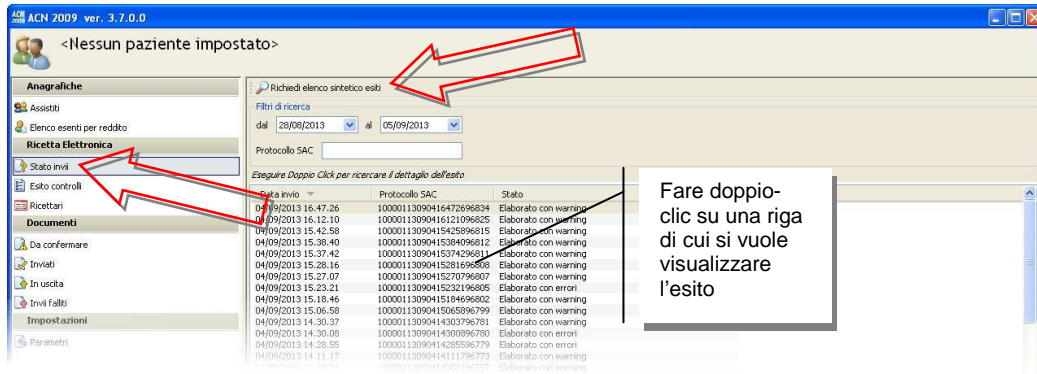 ACN 2009 ver. 3.7.0.0
<Nessun paziente impostato>
Anagrafiche
Assistiti
Elenco esenti per reddito
Ricetta Elettronica
Stato invii
Esito controlli
Ricettari
Documenti
Da confermare
Inviati
In uscita
Invii falliti
Impostazioni
Parametri
Richiedi elenco sintetico esiti
Filtri di ricerca
dal 28/08/2013 al 05/09/2013
Protocollo SAC
Eseguire Doppio Click per ricercare il dettaglio dell'esito
Data invio Protocollo SAC Stato
04/09/2013 16.47.26 10000113090416472696834 Elaborato con warning
04/09/2013 16.12.10 10000113090416121096825 Elaborato con warning
04/09/2013 15.42.58 10000113090415425896815 Elaborato con warning
04/09/2013 15.38.40 10000113090415384096812 Elaborato con warning
04/09/2013 15.37.42 10000113090415374296811 Elaborato con warning
04/09/2013 15.28.16 10000113090415281696808 Elaborato con warning
04/09/2013 15.27.07 10000113090415270796807 Elaborato con warning
04/09/2013 15.23.21 10000113090415232196805 Elaborato con errori
04/09/2013 15.18.46 10000113090415184696802 Elaborato con warning
04/09/2013 15.06.58 10000113090415065896799 Elaborato con warning
04/09/2013 14.30.37 10000113090414303796781 Elaborato con warning
04/09/2013 14.30.08 10000113090414300896780 Elaborato con errori
04/09/2013 14.28.55 10000113090414285596779 Elaborato con errori
04/09/2013 14.11.17 10000113090414111796773 Elaborato con warning
Elaborato con warning
Fare doppio-
clic su una riga
di cui si vuole
visualizzare
l'esito